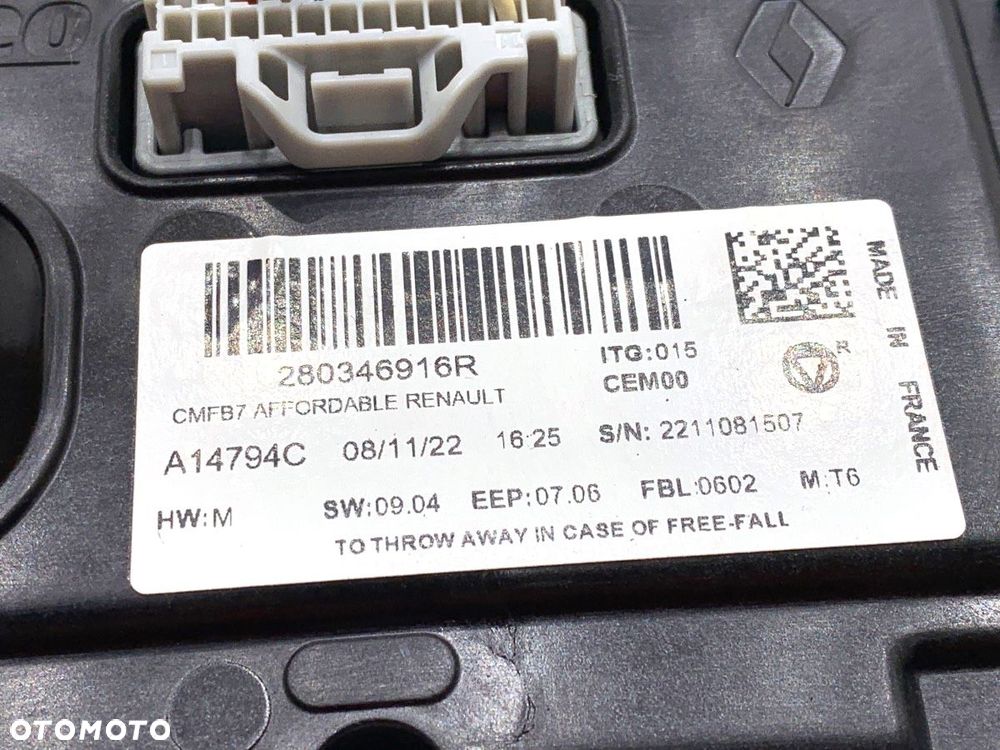 280346916R
ITG:015
CMFB7 AFFORDABLE RENAULT
CEM00
R
A14794C 08/11/22 16:25 S/N: 2211081507
HW:M SW:09.04 EEP:07.06 FBL:0602 M:T6
TO THROW AWAY IN CASE OF FREE-FALL
MADE IN FRANCE
OTOMOTO